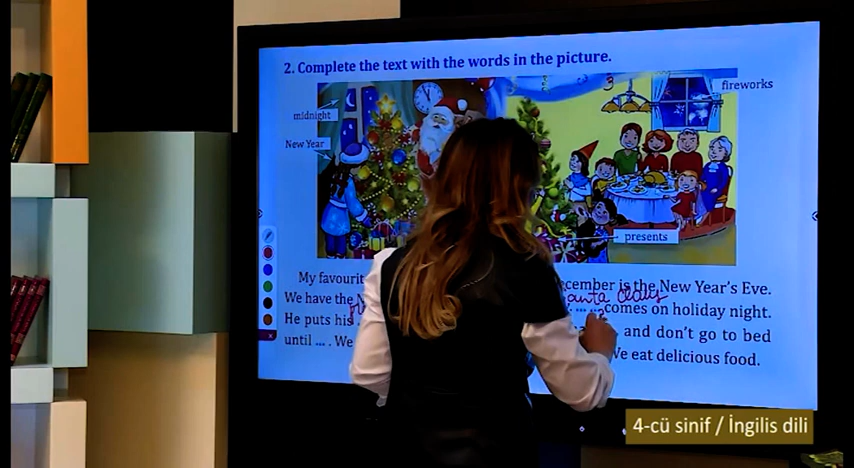 2. Complete the text with the words in the picture.
fireworks
midnight
New Year
presents
My favourit
ecember is the New Year's Eve.
We have the
anta Claus
... ... comes on holiday night.
He puts his
and don't go to bed
until ... . We
We eat delicious food.
4-cü sinif / İngilis dili